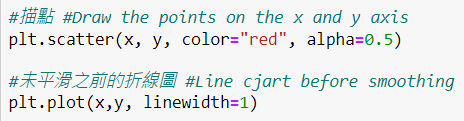 #描點 #Draw the points on the x and y axis
plt.scatter(x, y, color="red", alpha=0.5)
#未平滑之前的折線圖 #Line cjart before smoothing
plt.plot(x,y, linewidth=1)